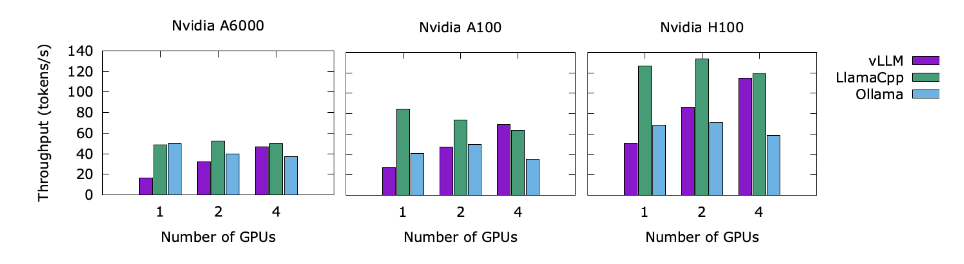 Nvidia A6000
Nvidia A100
Nvidia H100
Throughput (tokens/s)
140
120
100
80
60
40
20
0
1 2 4
1 2 4
1 2 4
Number of GPUs
Number of GPUs
Number of GPUs
vLLM
LlamaCpp
Ollama